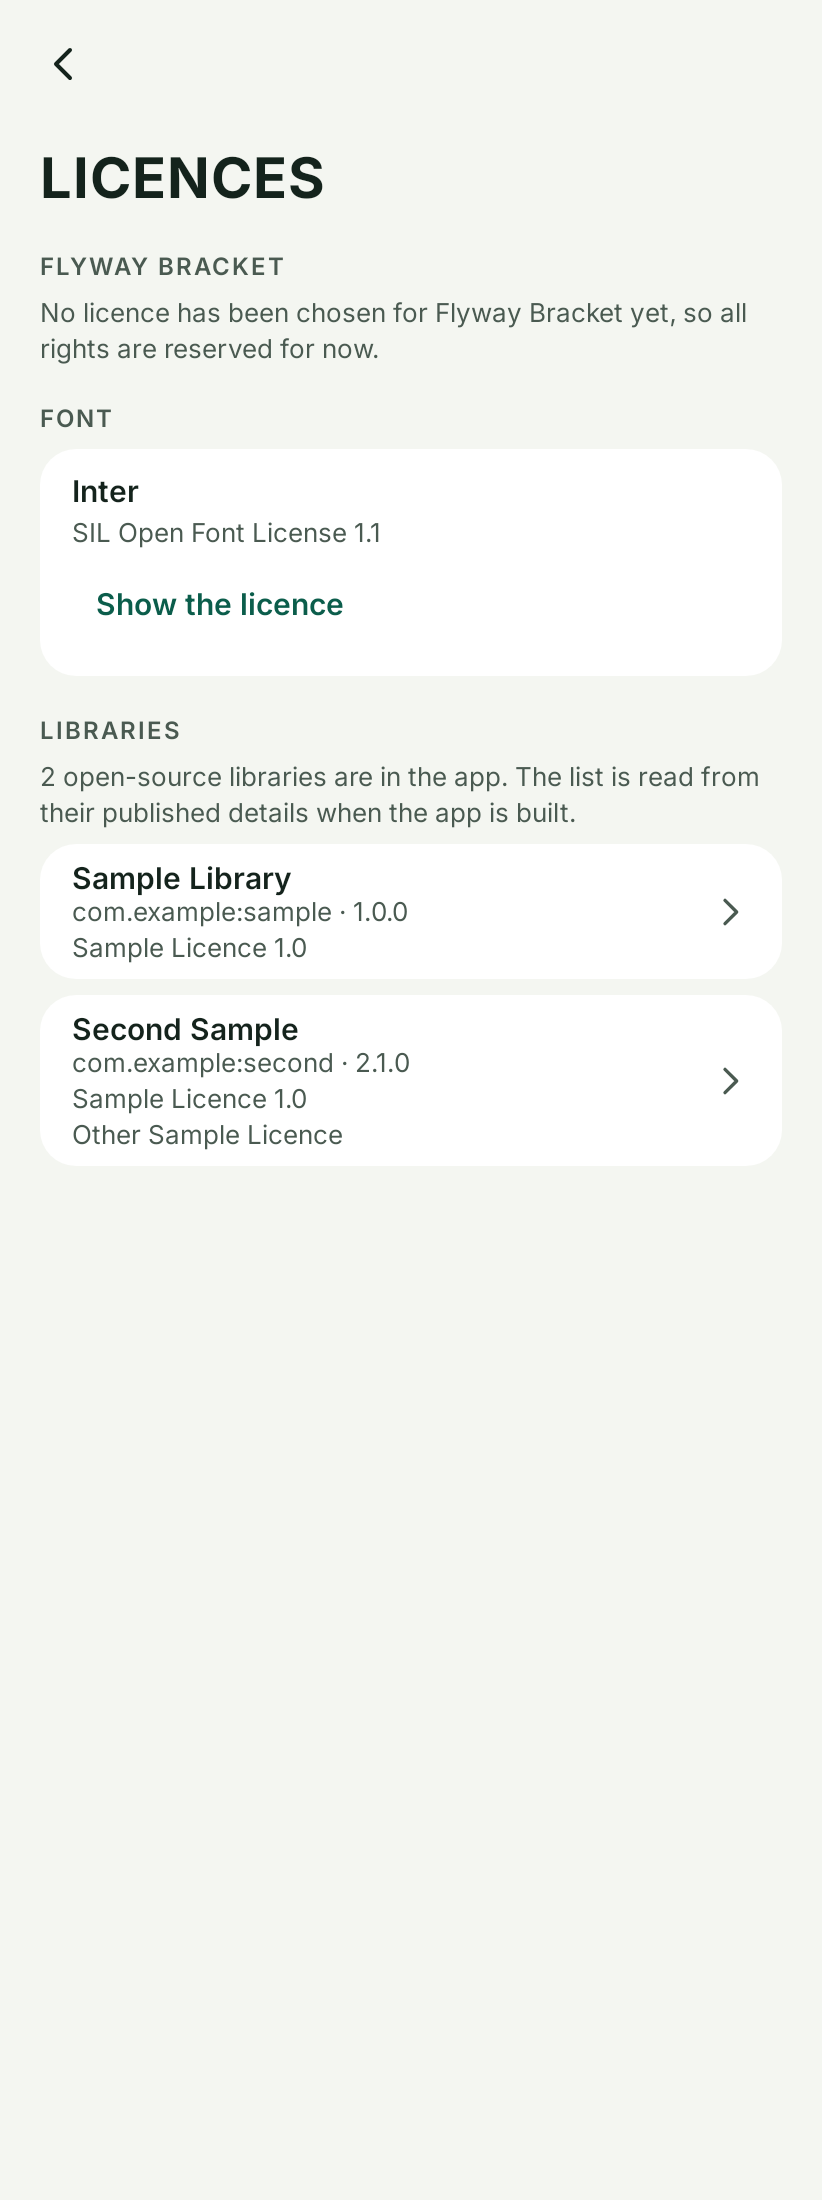 LICENCES
FLYWAY BRACKET
No licence has been chosen for Flyway Bracket yet, so all
rights are reserved for now.
FONT
Inter
SIL Open Font License 1.1
Show the licence
LIBRARIES
2 open-source libraries are in the app. The list is read from
their published details when the app is built.
Sample Library
com.example:sample · 1.0.0
Sample Licence 1.0
Second Sample
com.example:second · 2.1.0
Sample Licence 1.0
Other Sample Licence